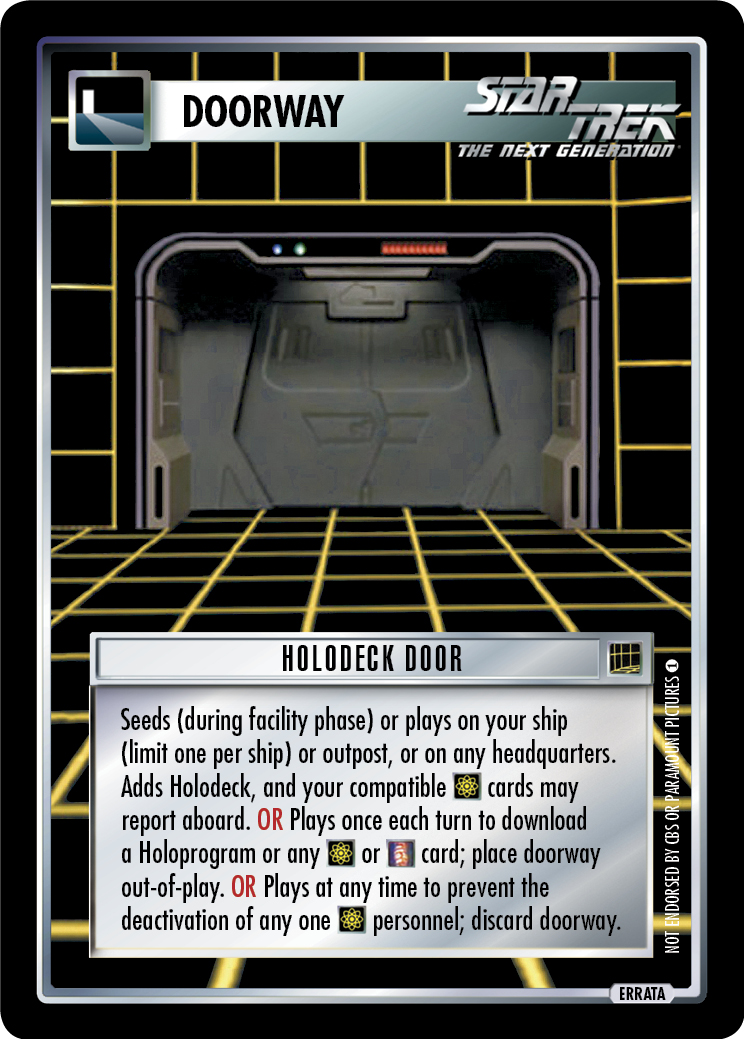 DOORWAY
STAR TREK
THE NEXT GENERATION
HOLODECK DOOR
Seeds (during facility phase) or plays on your ship
(limit one per ship) or outpost, or on any headquarters.
Adds Holodeck, and your compatible cards may
report aboard. OR Plays once each turn to download
a Holoprogram or any or card; place doorway
out-of-play. OR Plays at any time to prevent the
deactivation of any one personnel; discard doorway.
NOT ENDORSED BY CBS OR PARAMOUNT PICTURES 1
ERRATA